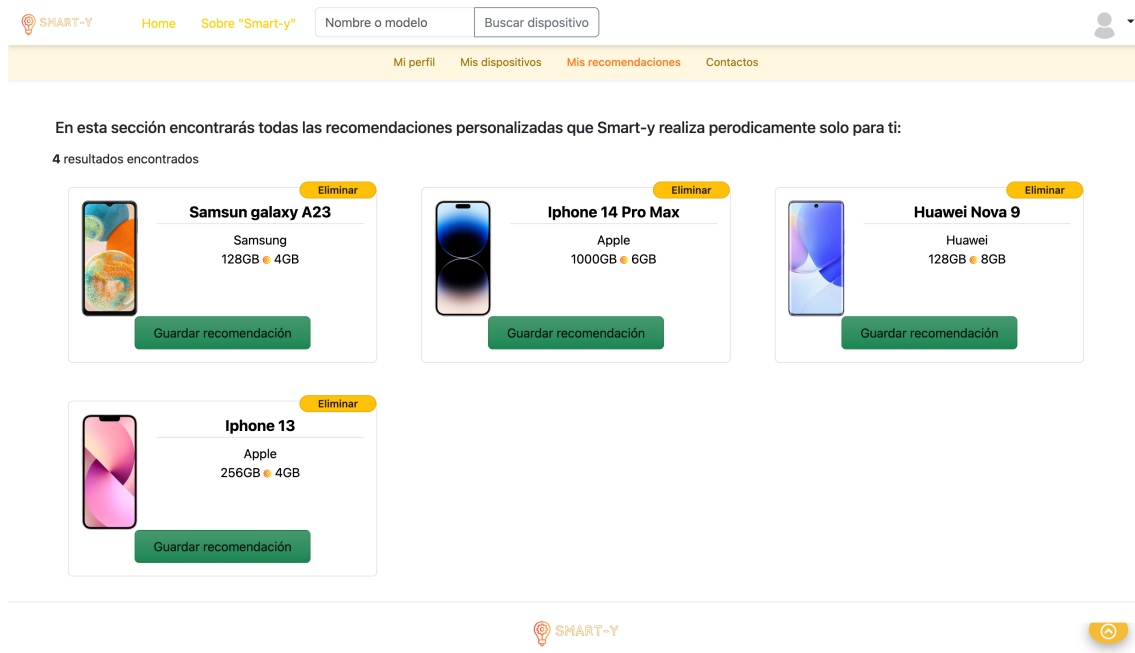 SMART-Y Home Sobre "Smart-y" Nombre o modelo Buscar dispositivo
Mi perfil Mis dispositivos Mis recomendaciones Contactos
En esta sección encontrarás todas las recomendaciones personalizadas que Smart-y realiza perodicamente solo para ti:
4 resultados encontrados
Eliminar
Samsun galaxy A23
Samsung
128GB 4GB
Guardar recomendación
Eliminar
Iphone 14 Pro Max
Apple
1000GB 6GB
Guardar recomendación
Eliminar
Huawei Nova 9
Huawei
128GB 8GB
Guardar recomendación
Eliminar
Iphone 13
Apple
256GB 4GB
Guardar recomendación
SMART-Y